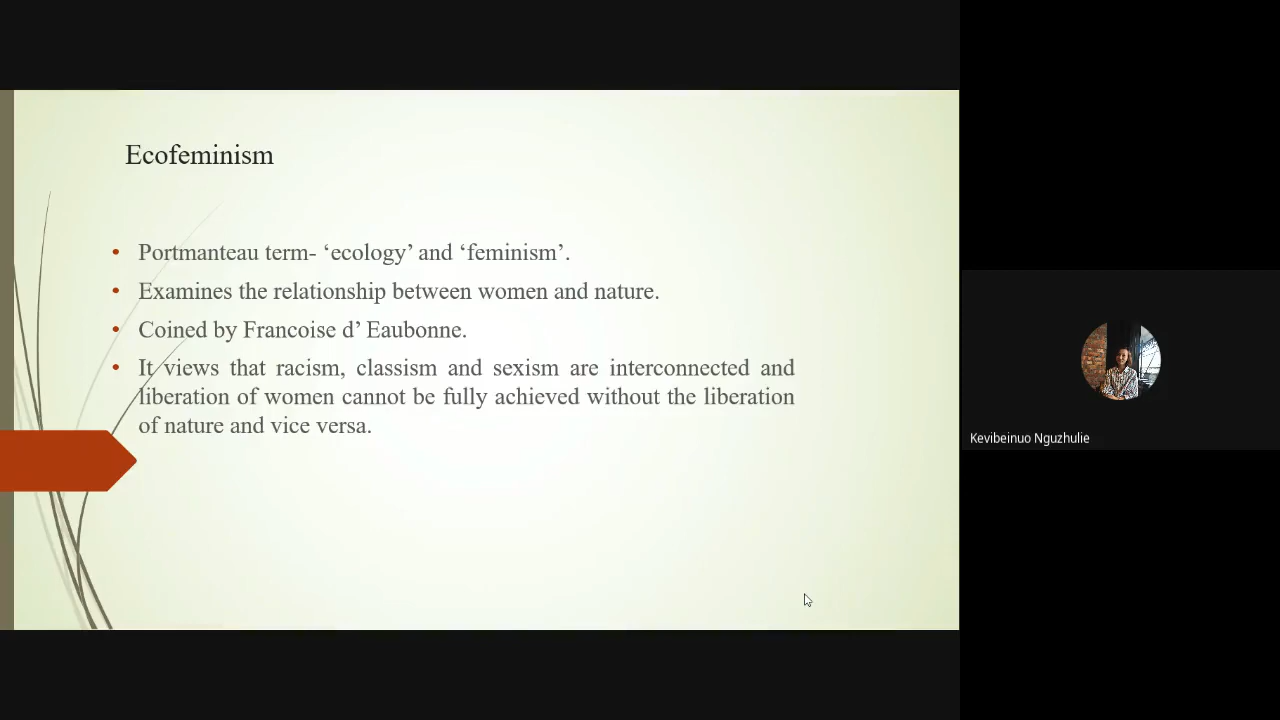 Ecofeminism
• Portmanteau term- ‘ecology’ and ‘feminism’.
• Examines the relationship between women and nature.
• Coined by Francoise d’ Eaubonne.
• It views that racism, classism and sexism are interconnected and
liberation of women cannot be fully achieved without the liberation
of nature and vice versa.
Kevibeinuo Nguzhulie